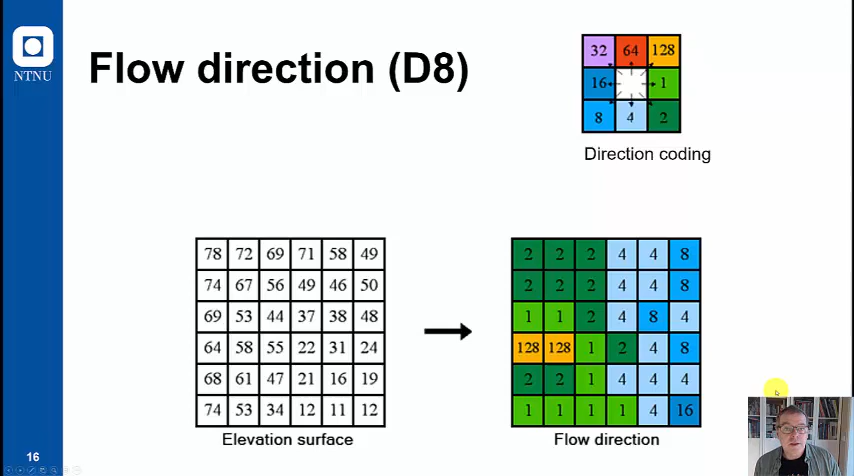 NTNU
Flow direction (D8)
32 64 128
16 1
8 4 2
Direction coding
78 72 69 71 58 49
74 67 56 49 46 50
69 53 44 37 38 48
64 58 55 22 31 24
68 61 47 21 16 19
74 53 34 12 11 12
Elevation surface
2 2 2 4 4 8
2 2 2 4 4 8
1 1 2 4 8 4
128 128 1 2 4 8
2 2 1 4 4 4
1 1 1 1 4 16
Flow direction
16